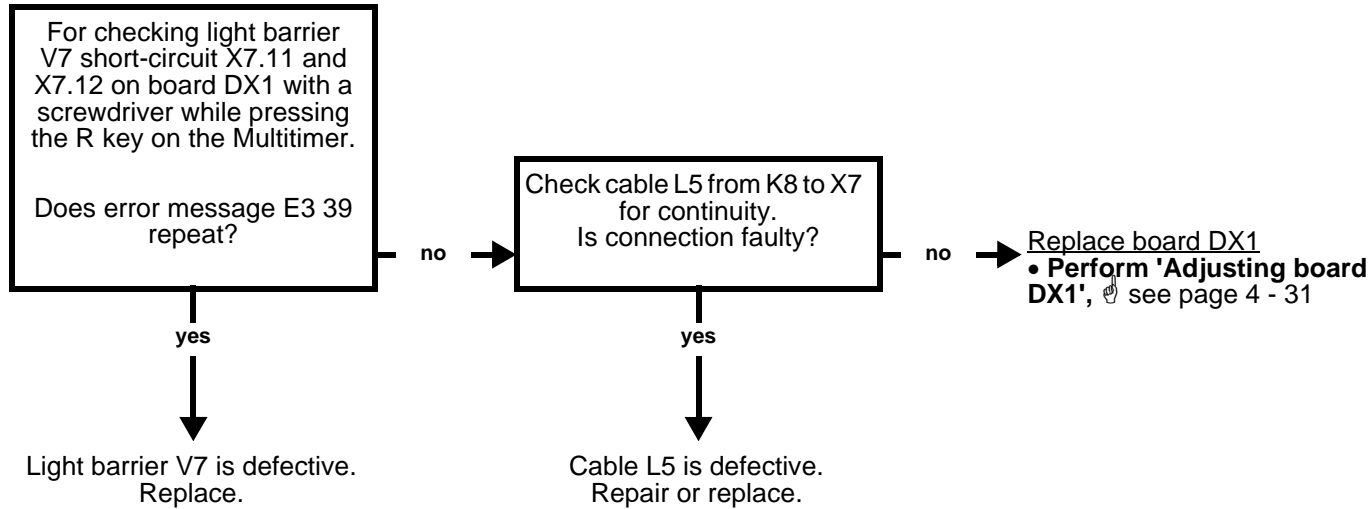 For checking light barrier
V7 short-circuit X7.11 and
X7.12 on board DX1 with a
screwdriver while pressing
the R key on the Multitimer.
Does error message E3 39
repeat?
no
Check cable L5 from K8 to X7
for continuity.
Is connection faulty?
no
Replace board DX1
• Perform 'Adjusting board
DX1', ☝ see page 4 - 31
yes
yes
Light barrier V7 is defective.
Replace.
Cable L5 is defective.
Repair or replace.